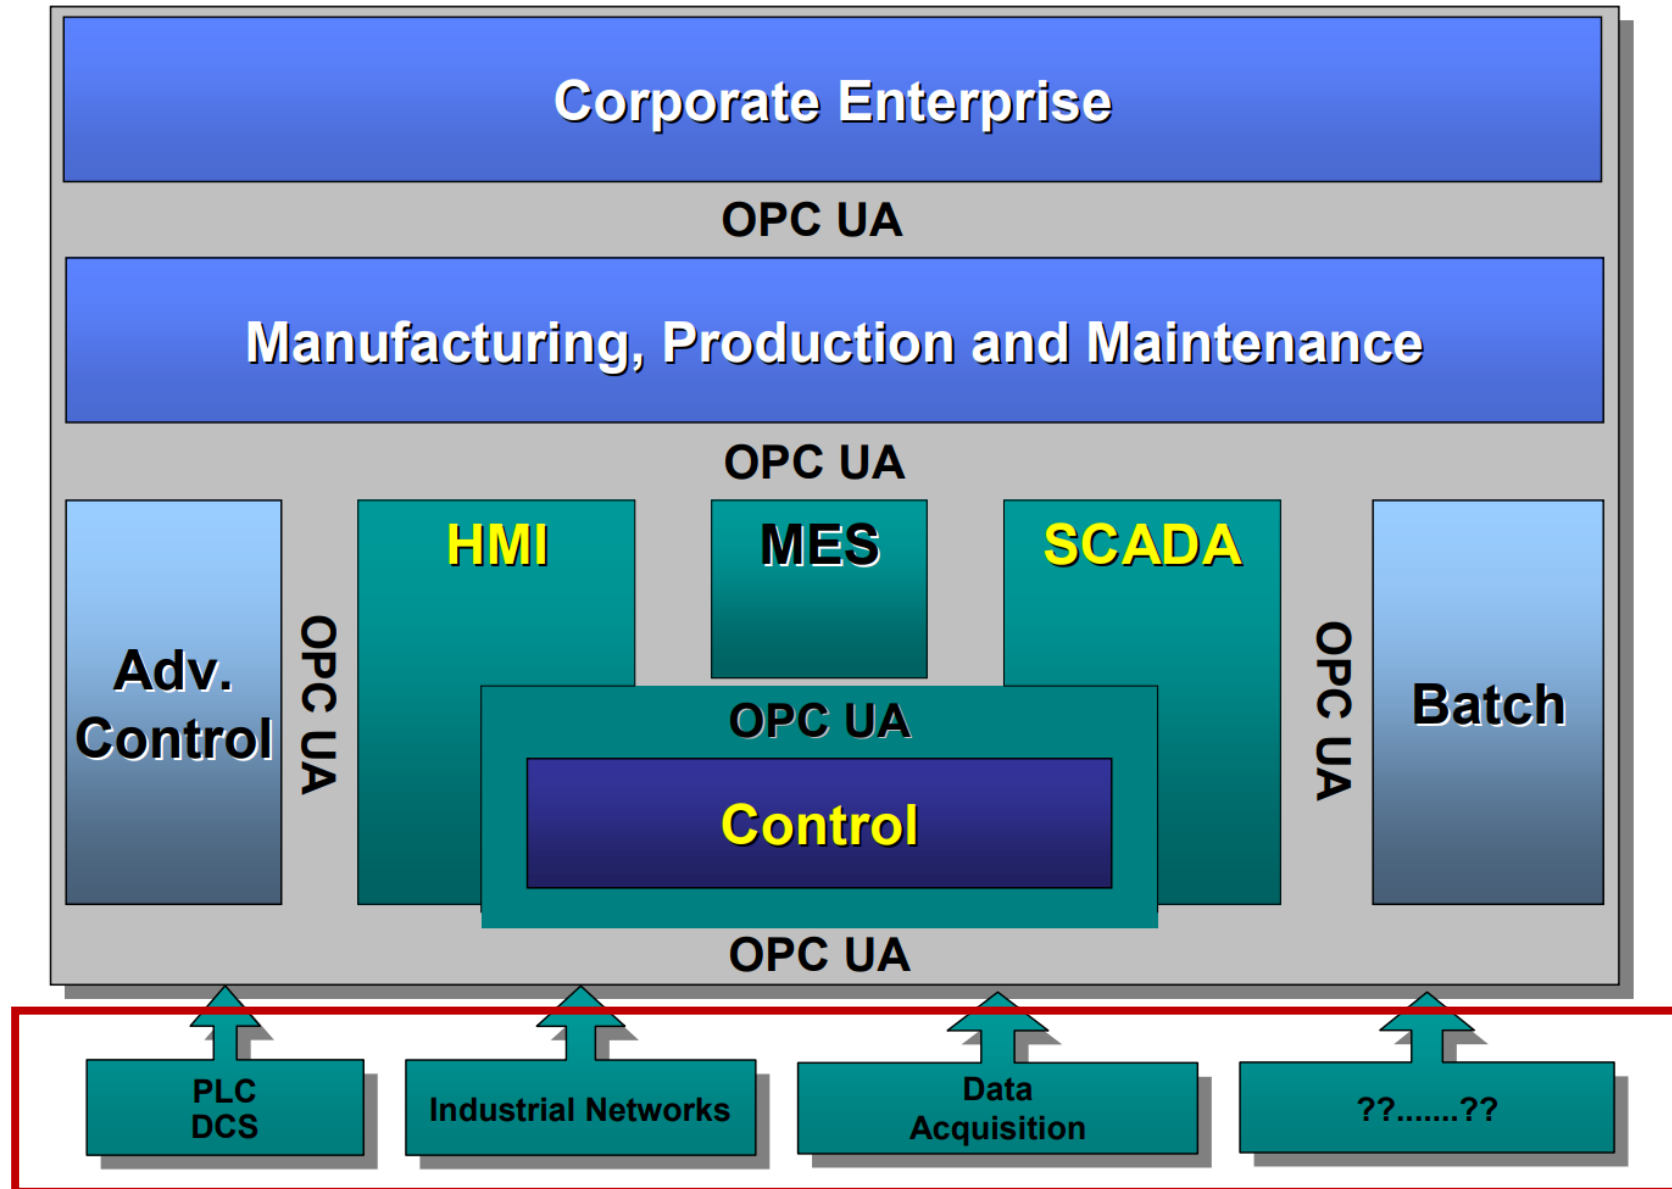 Corporate Enterprise
OPC UA
Manufacturing, Production and Maintenance
OPC UA
HMI
MES
SCADA
Adv.
Control
OPC UA
OPC UA
Batch
OPC UA
Control
OPC UA
PLC
DCS
Industrial Networks
Data
Acquisition
??.......??